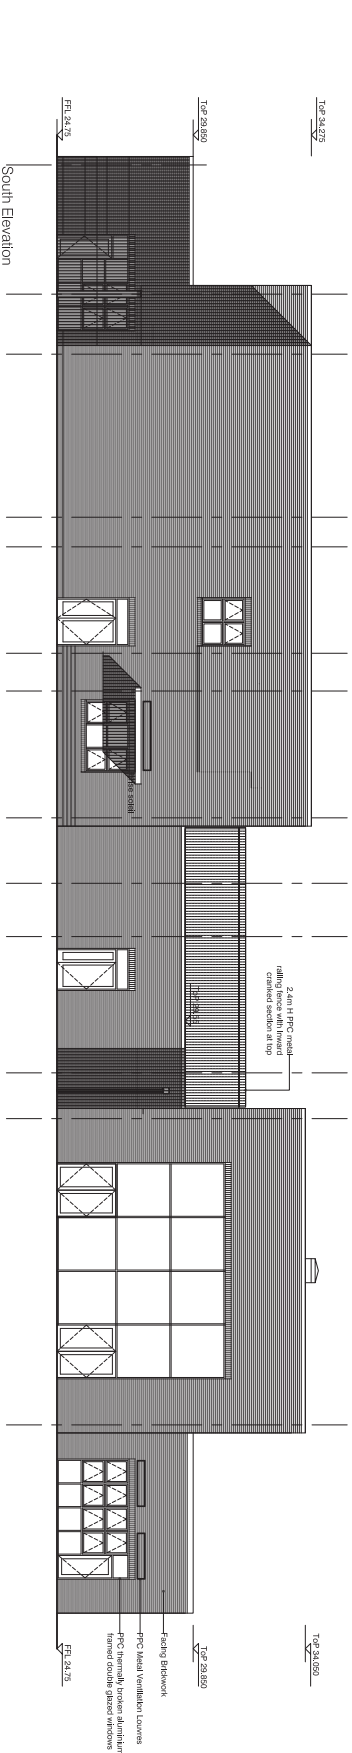 ToP 34.275
ToP 29.850
FFL 24.75
South Elevation
2.4m H PPC metal
railing fence with inward
cranked section at top
soleil
ToP 34.050
ToP 29.850
FFL 24.75
Facing Brickwork
PPC Metal Ventilation Louvres
PPC thermally broken aluminium
framed double glazed windows